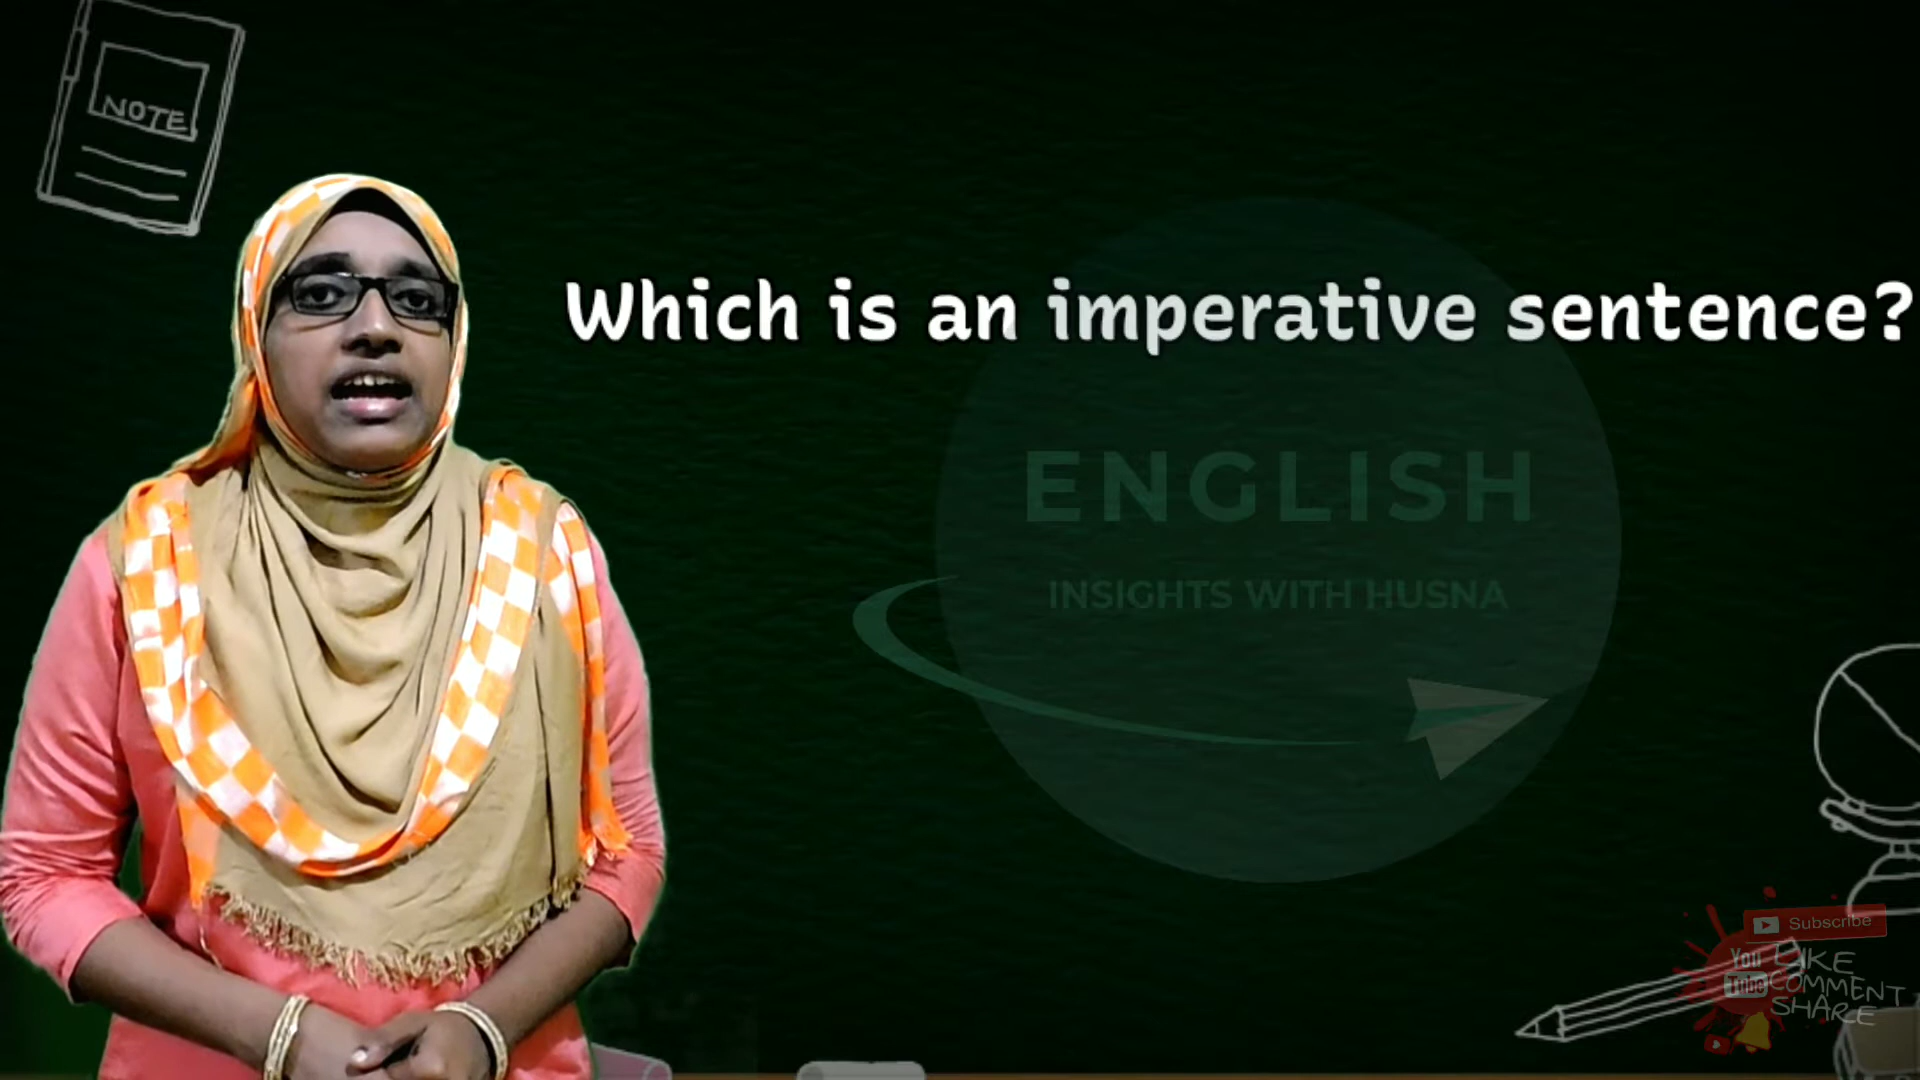 NOTE
Which is an imperative sentence?
ENGLISH
INSIGHTS WITH HUSNA
Subscribe
You
Tube
LIKE
COMMENT
SHARE